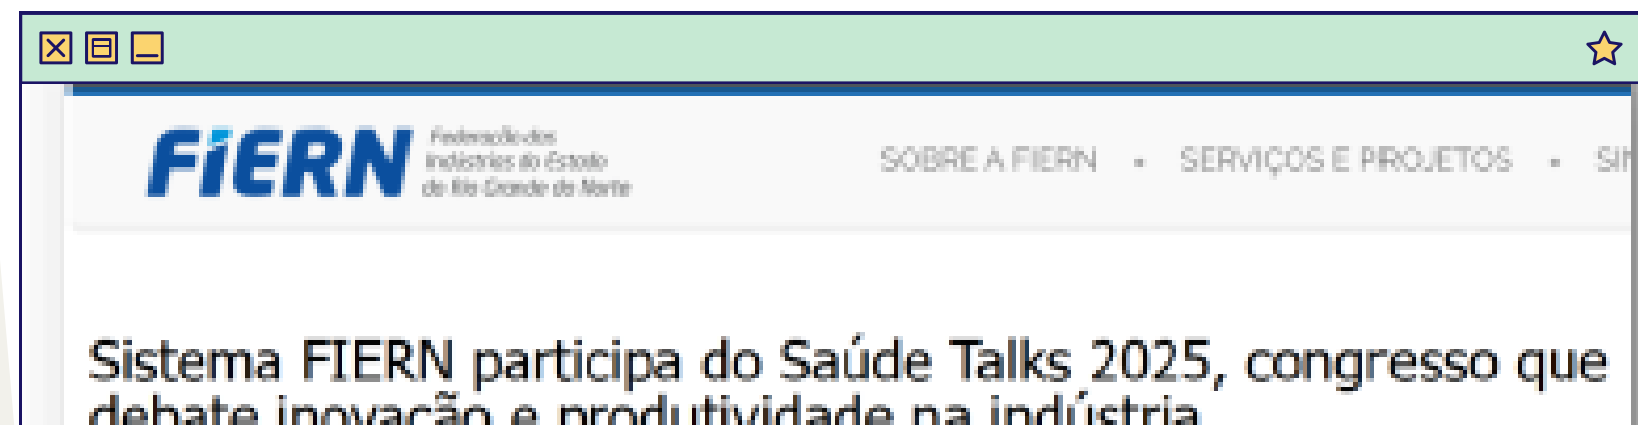 FiERN
Federação das
Indústrias do Estado
do Rio Grande do Norte
SOBRE A FIERN • SERVIÇOS E PROJETOS • SIN
Sistema FIERN participa do Saúde Talks 2025, congresso que
debate inovação e produtividade na indústria